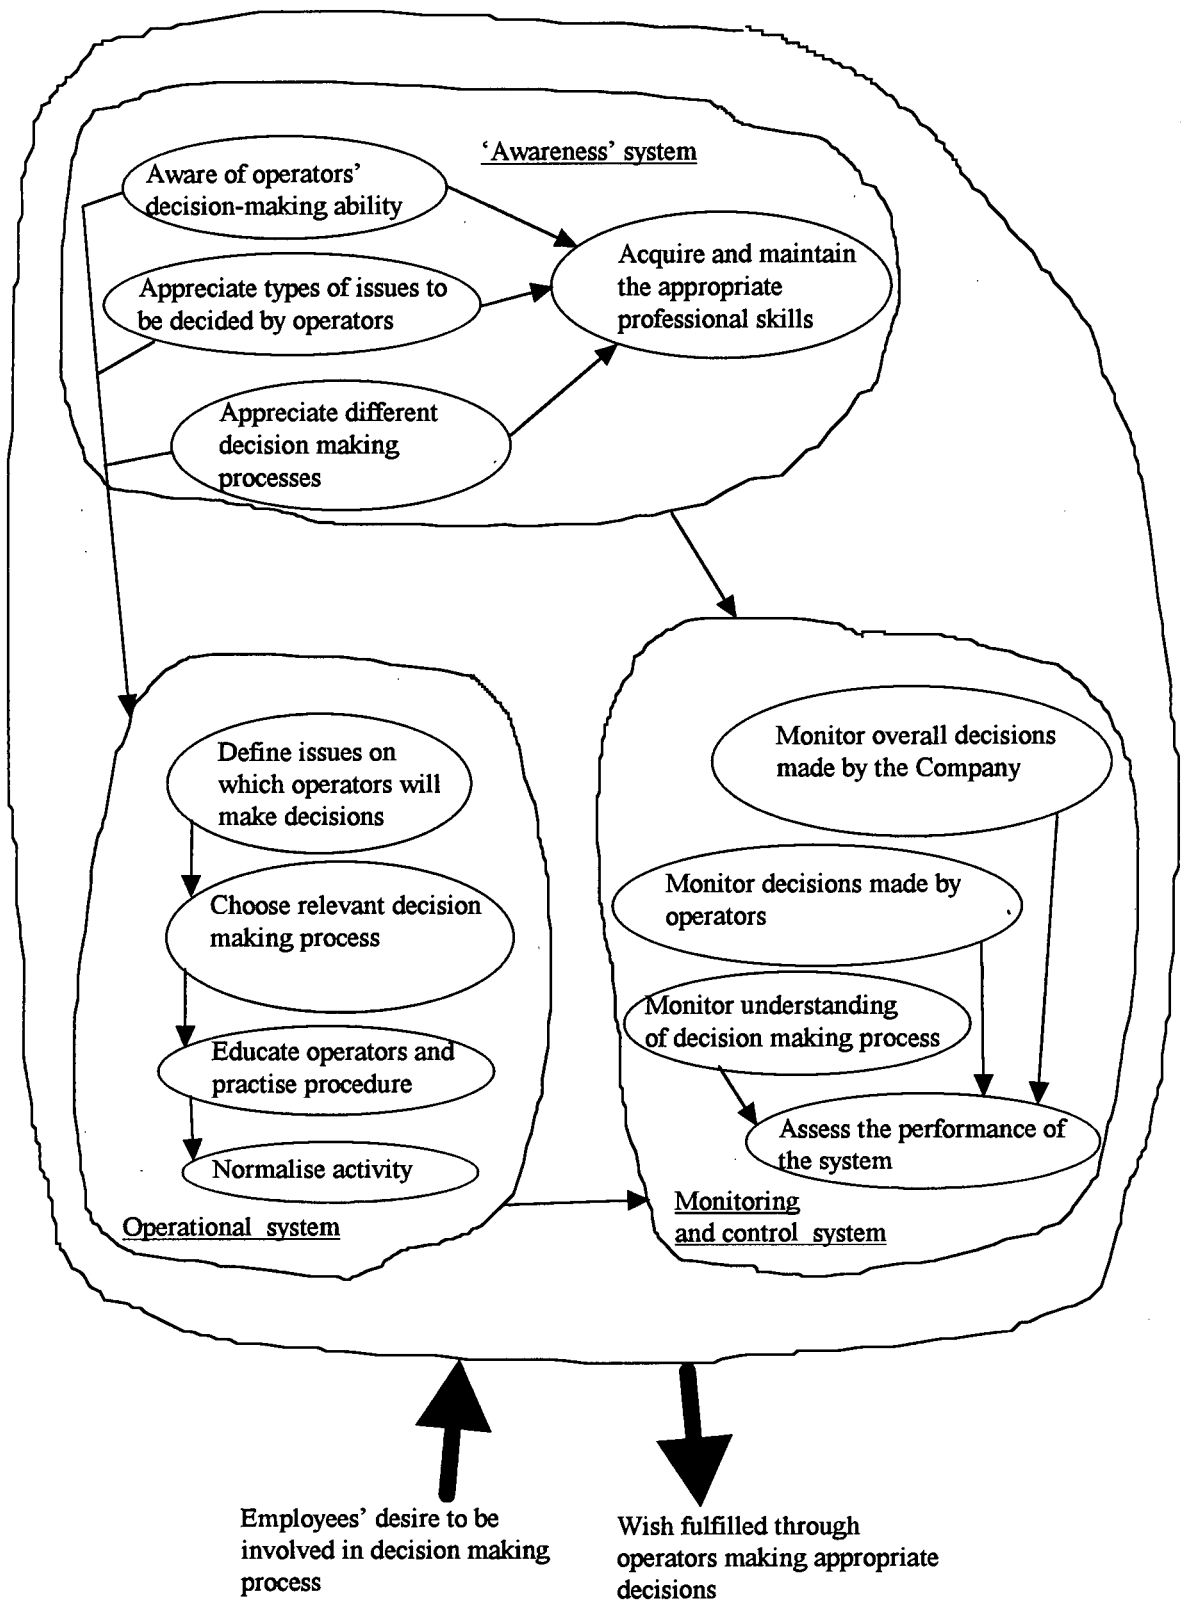 ‘Awareness’ system
Aware of operators’
decision-making ability
Appreciate types of issues to
be decided by operators
Appreciate different
decision making
processes
Acquire and maintain
the appropriate
professional skills
Define issues on
which operators will
make decisions
Choose relevant decision
making process
Educate operators and
practise procedure
Normalise activity
Operational system
Monitor overall decisions
made by the Company
Monitor decisions made by
operators
Monitor understanding
of decision making process
Assess the performance of
the system
Monitoring
and control system
Employees’ desire to be
involved in decision making
process
Wish fulfilled through
operators making appropriate
decisions